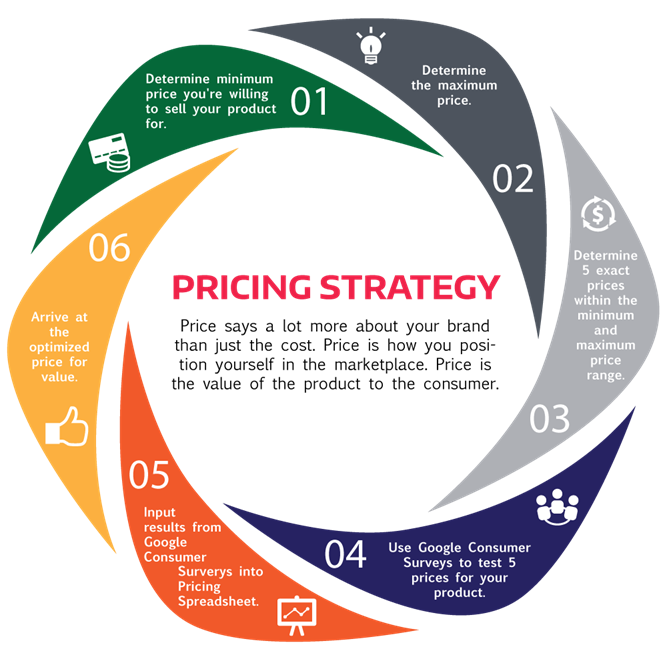 PRICING STRATEGY
Price says a lot more about your brand
than just the cost. Price is how you posi-
tion yourself in the marketplace. Price is
the value of the product to the consumer.
01
Determine minimum
price you're willing
to sell your product
for.
02
Determine
the maximum
price.
03
Determine
5 exact
prices
within the
minimum
and
maximum
price
range.
04
Use Google Consumer
Surveys to test 5
prices for your
product.
05
Input
results from
Google
Consumer
Surverys into
Pricing
Spreadsheet.
06
Arrive at
the
optimized
price for
value.
$